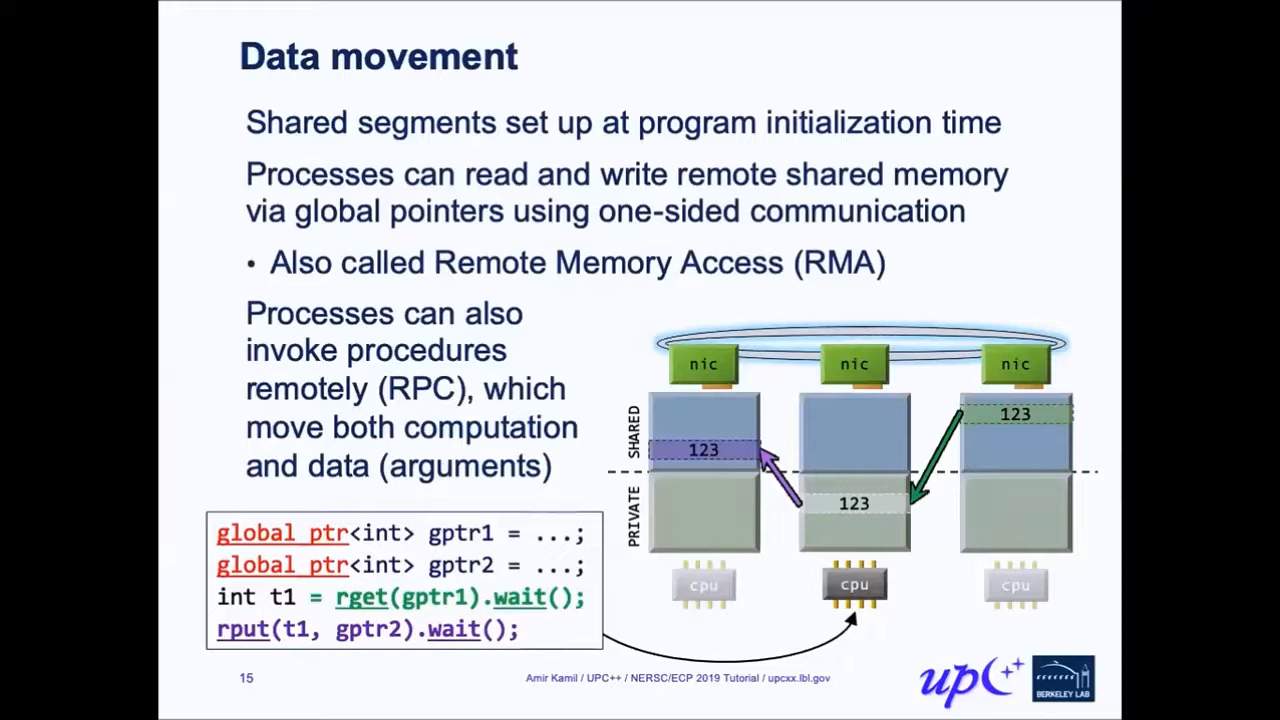 Data movement
Shared segments set up at program initialization time
Processes can read and write remote shared memory
via global pointers using one-sided communication
• Also called Remote Memory Access (RMA)
Processes can also
invoke procedures
remotely (RPC), which
move both computation
and data (arguments)
nic nic nic
SHARED
123
123
PRIVATE
123
cpu cpu cpu
global_ptr<int> gptr1 = ...;
global_ptr<int> gptr2 = ...;
int t1 = rget(gptr1).wait();
rput(t1, gptr2).wait();
15
Amir Kamil / UPC++ / NERSC/ECP 2019 Tutorial / upcxx.lbl.gov
upC++
BERKELEY LAB